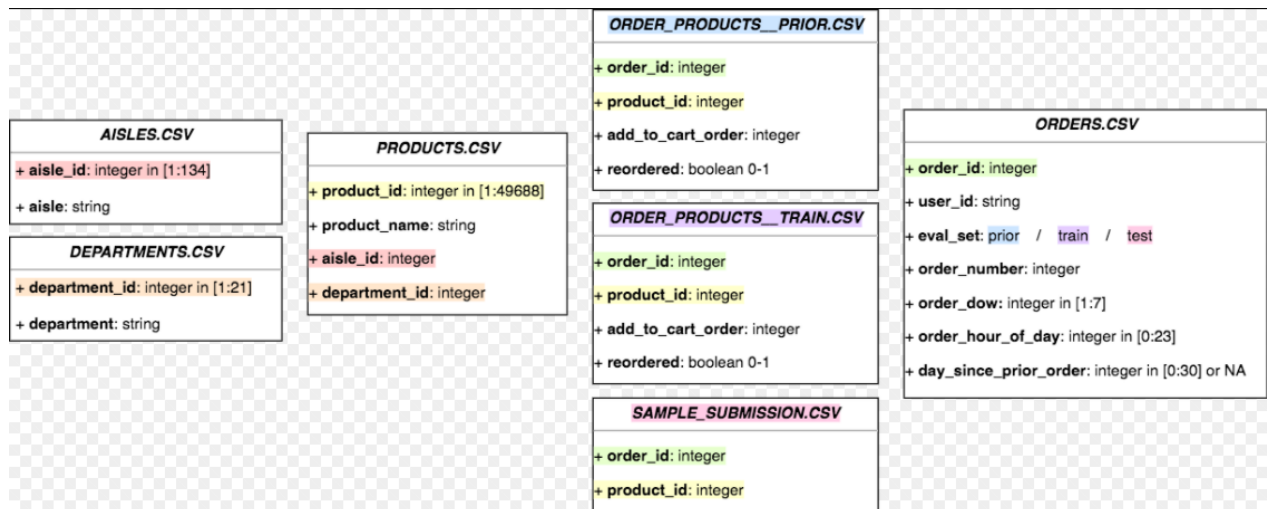 AISLES.CSV
+ aisle_id: integer in [1:134]
+ aisle: string
DEPARTMENTS.CSV
+ department_id: integer in [1:21]
+ department: string
PRODUCTS.CSV
+ product_id: integer in [1:49688]
+ product_name: string
+ aisle_id: integer
+ department_id: integer
ORDER_PRODUCTS__PRIOR.CSV
+ order_id: integer
+ product_id: integer
+ add_to_cart_order: integer
+ reordered: boolean 0-1
ORDER_PRODUCTS__TRAIN.CSV
+ order_id: integer
+ product_id: integer
+ add_to_cart_order: integer
+ reordered: boolean 0-1
SAMPLE_SUBMISSION.CSV
+ order_id: integer
+ product_id: integer
ORDERS.CSV
+ order_id: integer
+ user_id: string
+ eval_set: prior / train / test
+ order_number: integer
+ order_dow: integer in [1:7]
+ order_hour_of_day: integer in [0:23]
+ day_since_prior_order: integer in [0:30] or NA